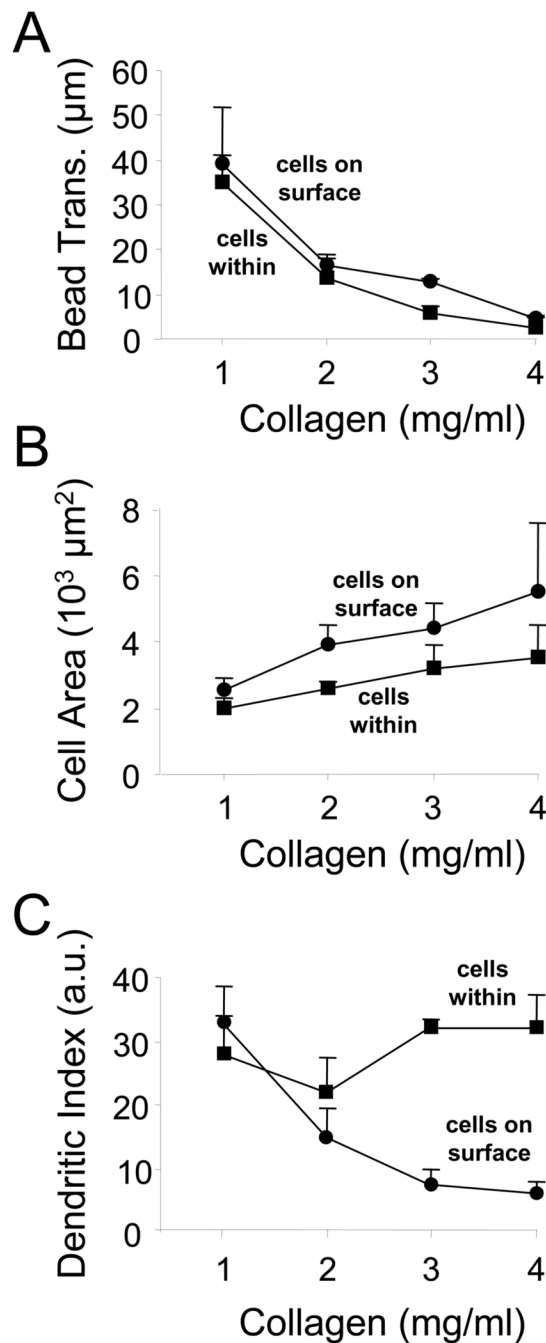 A
Bead Trans. (µm)
60
50
40
30
20
10
0
cells on
surface
cells
within
1 2 3 4
Collagen (mg/ml)
B
Cell Area (10³ µm²)
8
6
4
2
0
cells on
surface
cells
within
1 2 3 4
Collagen (mg/ml)
C
Dendritic Index (a.u.)
40
30
20
10
0
cells
within
cells on
surface
1 2 3 4
Collagen (mg/ml)